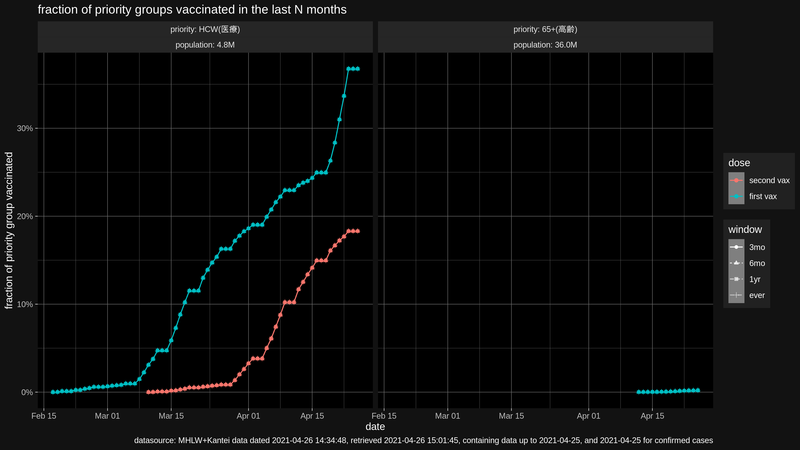 fraction of priority groups vaccinated in the last N months
priority: HCW(医療)
population: 4.8M
priority: 65+(高齢)
population: 36.0M
fraction of priority group vaccinated
30%
20%
10%
0%
Feb 15
Mar 01
Mar 15
Apr 01
Apr 15
Feb 15
Mar 01
Mar 15
Apr 01
Apr 15
date
dose
second vax
first vax
window
3mo
6mo
1yr
ever
datasource: MHLW+Kantei data dated 2021-04-26 14:34:48, retrieved 2021-04-26 15:01:45, containing data up to 2021-04-25, and 2021-04-25 for confirmed cases